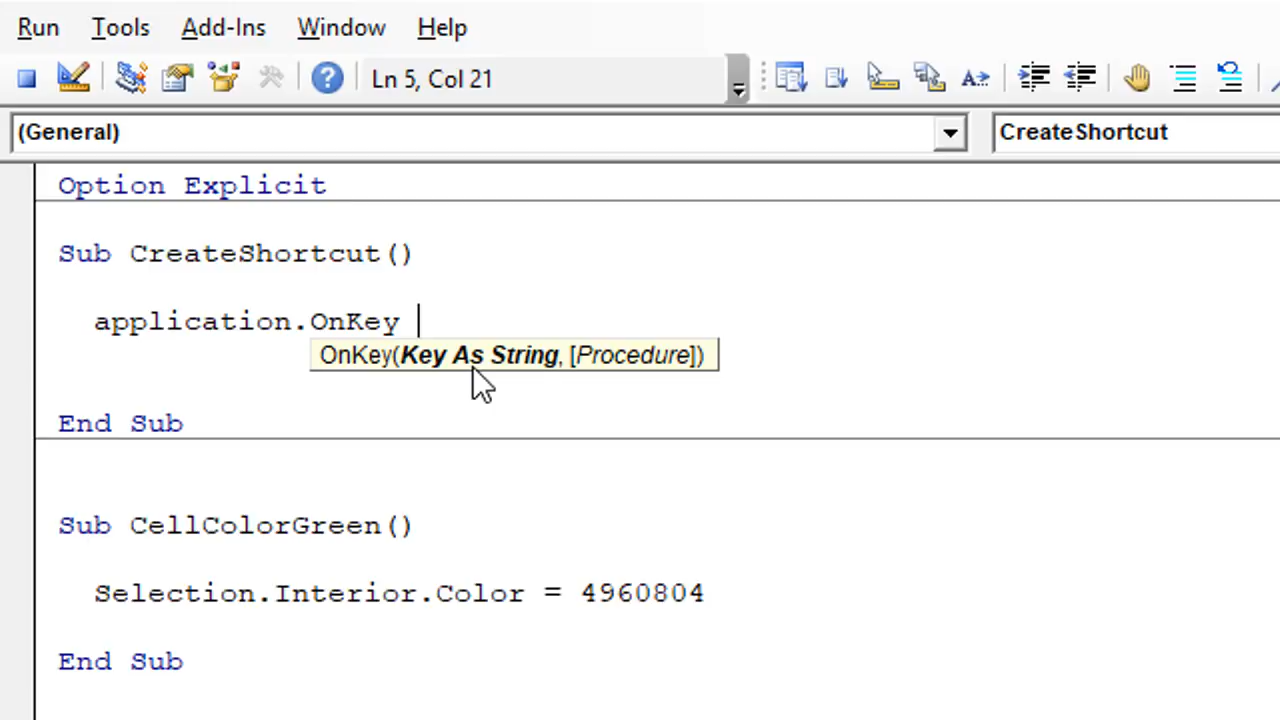 Run Tools Add-Ins Window Help
Ln 5, Col 21
(General) CreateShortcut
Option Explicit
Sub CreateShortcut()
application.OnKey
OnKey(Key As String, [Procedure])
End Sub
Sub CellColorGreen()
Selection.Interior.Color = 4960804
End Sub